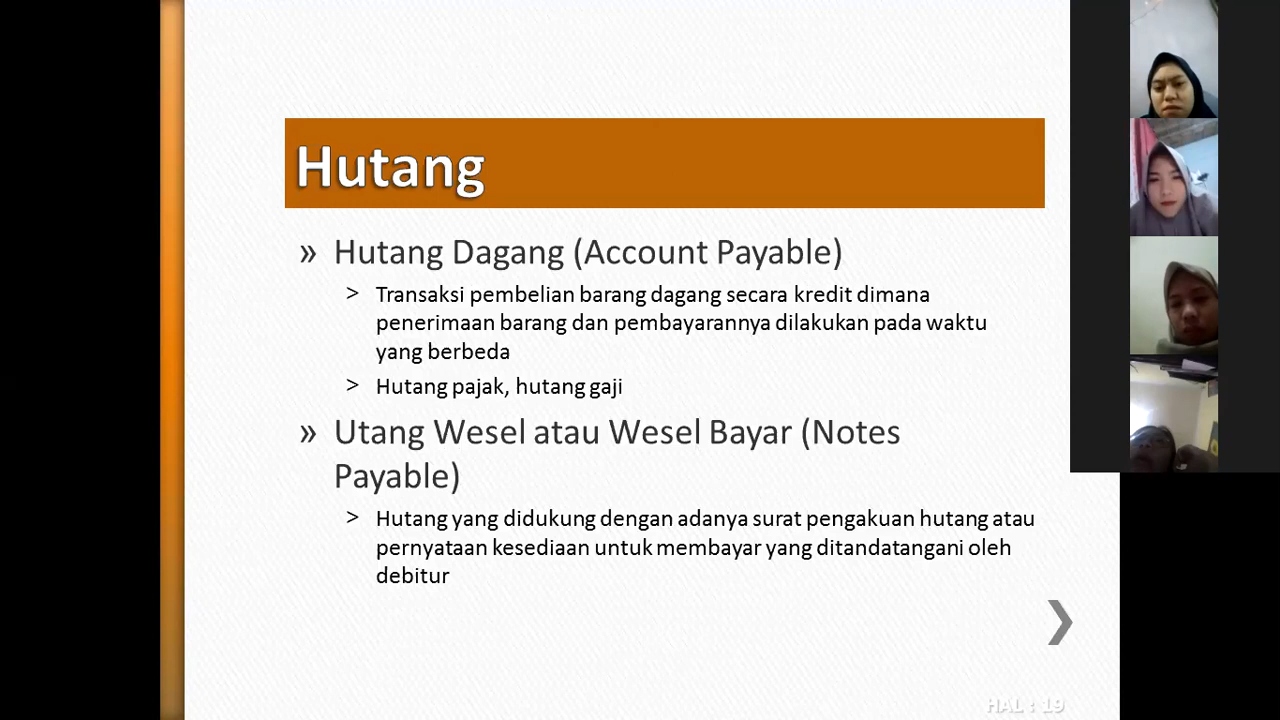 Hutang
» Hutang Dagang (Account Payable)
> Transaksi pembelian barang dagang secara kredit dimana
penerimaan barang dan pembayarannya dilakukan pada waktu
yang berbeda
> Hutang pajak, hutang gaji
» Utang Wesel atau Wesel Bayar (Notes
Payable)
> Hutang yang didukung dengan adanya surat pengakuan hutang atau
pernyataan kesediaan untuk membayar yang ditandatangani oleh
debitur
HAL : 19